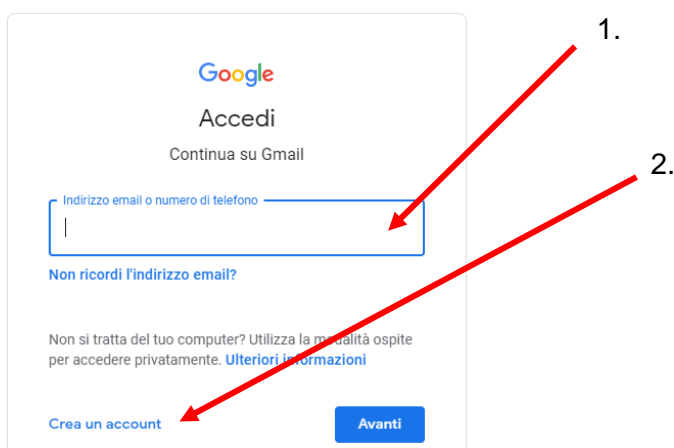 1.
Google
Accedi
Continua su Gmail
2.
Indirizzo email o numero di telefono
Non ricordi l'indirizzo email?
Non si tratta del tuo computer? Utilizza la modalità ospite
per accedere privatamente. Ulteriori informazioni
Crea un account
Avanti